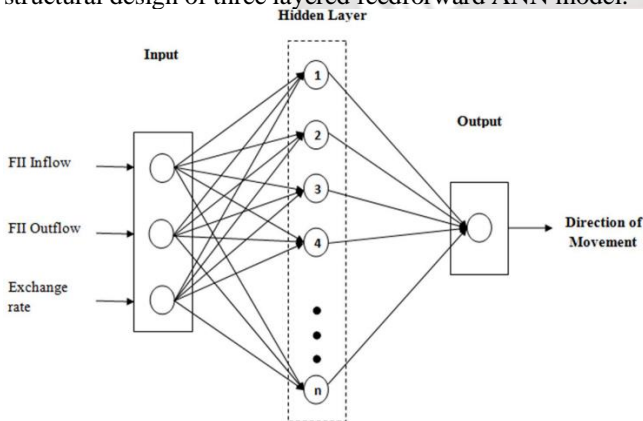 structural design of three layered feedforward ANN model.
Hidden Layer
Input
Output
FII Inflow
FII Outflow
Exchange
rate
1
2
3
4
n
Direction of
Movement